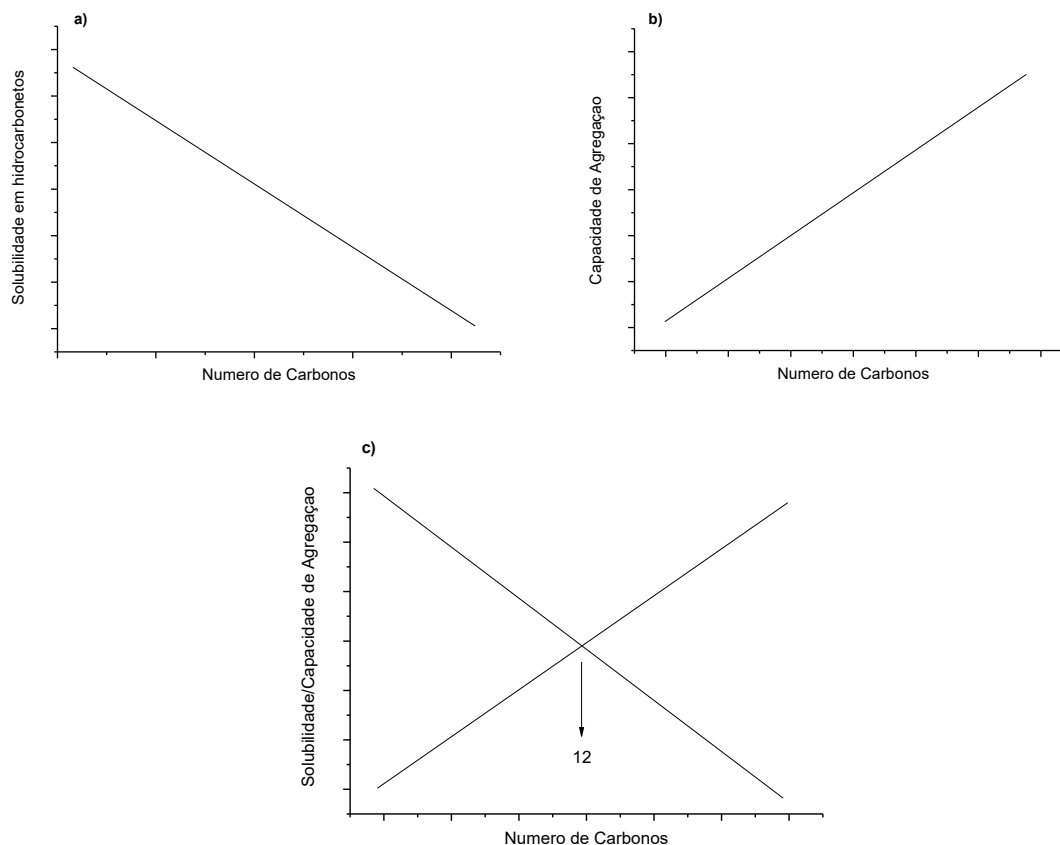 a)
Solubilidade em hidrocarbonetos
Numero de Carbonos
b)
Capacidade de Agregaçao
Numero de Carbonos
c)
Solubilidade/Capacidade de Agregaçao
12
Numero de Carbonos